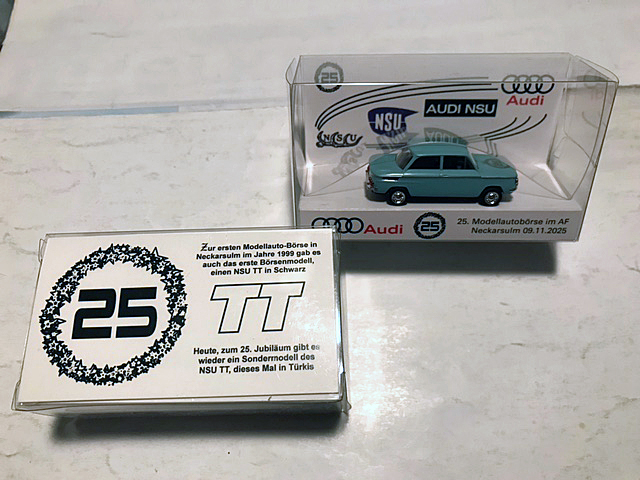 25
Audi
AUDI NSU
NSU
NSU
Audi
25
25. Modellautobörse im AF
Neckarsulm 09.11.2025
25
Zur ersten Modellauto-Börse in
Neckarsulm im Jahre 1999 gab es
auch das erste Börsenmodell,
einen NSU TT in Schwarz
TT
Heute, zum 25. Jubiläum gibt es
wieder ein Sondermodell des
NSU TT, dieses Mal in Türkis